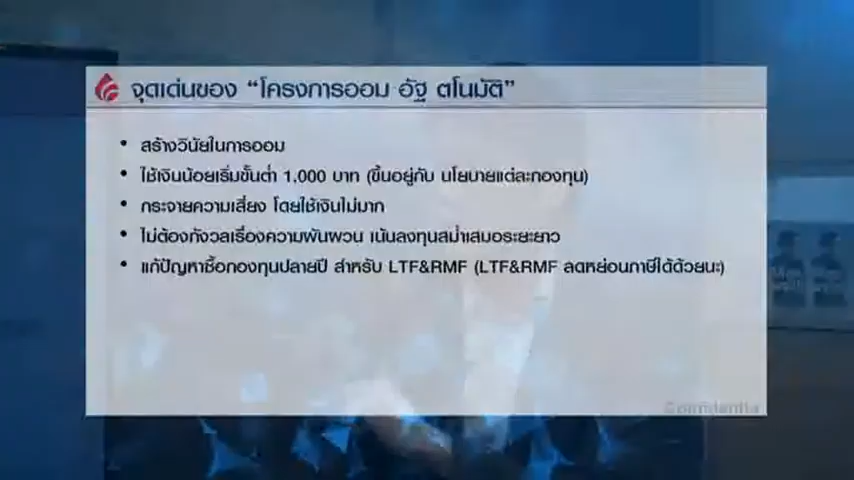 จุดเด่นของ “โครงการออม อัฐ ตโนมัติ”
• สร้างวินัยในการออม
• ใช้เงินน้อยเริ่มขั้นต่ำ 1,000 บาท (ขึ้นอยู่กับ นโยบายแต่ละกองทุน)
• กระจายความเสี่ยง โดยใช้เงินไม่มาก
• ไม่ต้องกังวลเรื่องความผันผวน เน้นลงทุนสม่ำเสมอระยะยาว
• แก้ปัญหาซื้อกองทุนปลายปี สำหรับ LTF&RMF (LTF&RMF ลดหย่อนภาษีได้ด้วยนะ)
Confidential